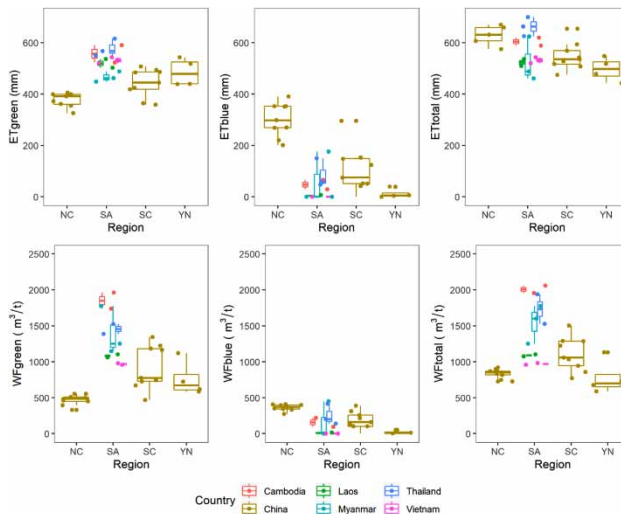 ETgreen (mm)
600
400
200
0
NC SA SC YN
Region
ETblue (mm)
600
400
200
0
NC SA SC YN
Region
ETtotal (mm)
600
400
200
0
NC SA SC YN
Region
WFgreen ( m³/t)
2500
2000
1500
1000
500
0
NC SA SC YN
Region
WFblue ( m³/t)
2500
2000
1500
1000
500
0
NC SA SC YN
Region
WFtotal ( m³/t)
2500
2000
1500
1000
500
0
NC SA SC YN
Region
Country
Cambodia Laos Thailand
China Myanmar Vietnam